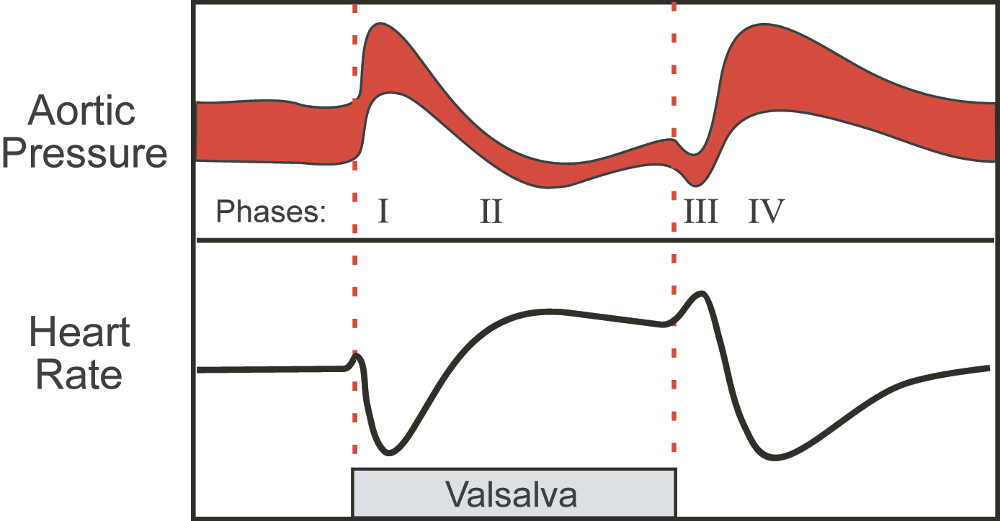 Aortic
Pressure
Phases: I II III IV
Heart
Rate
Valsalva